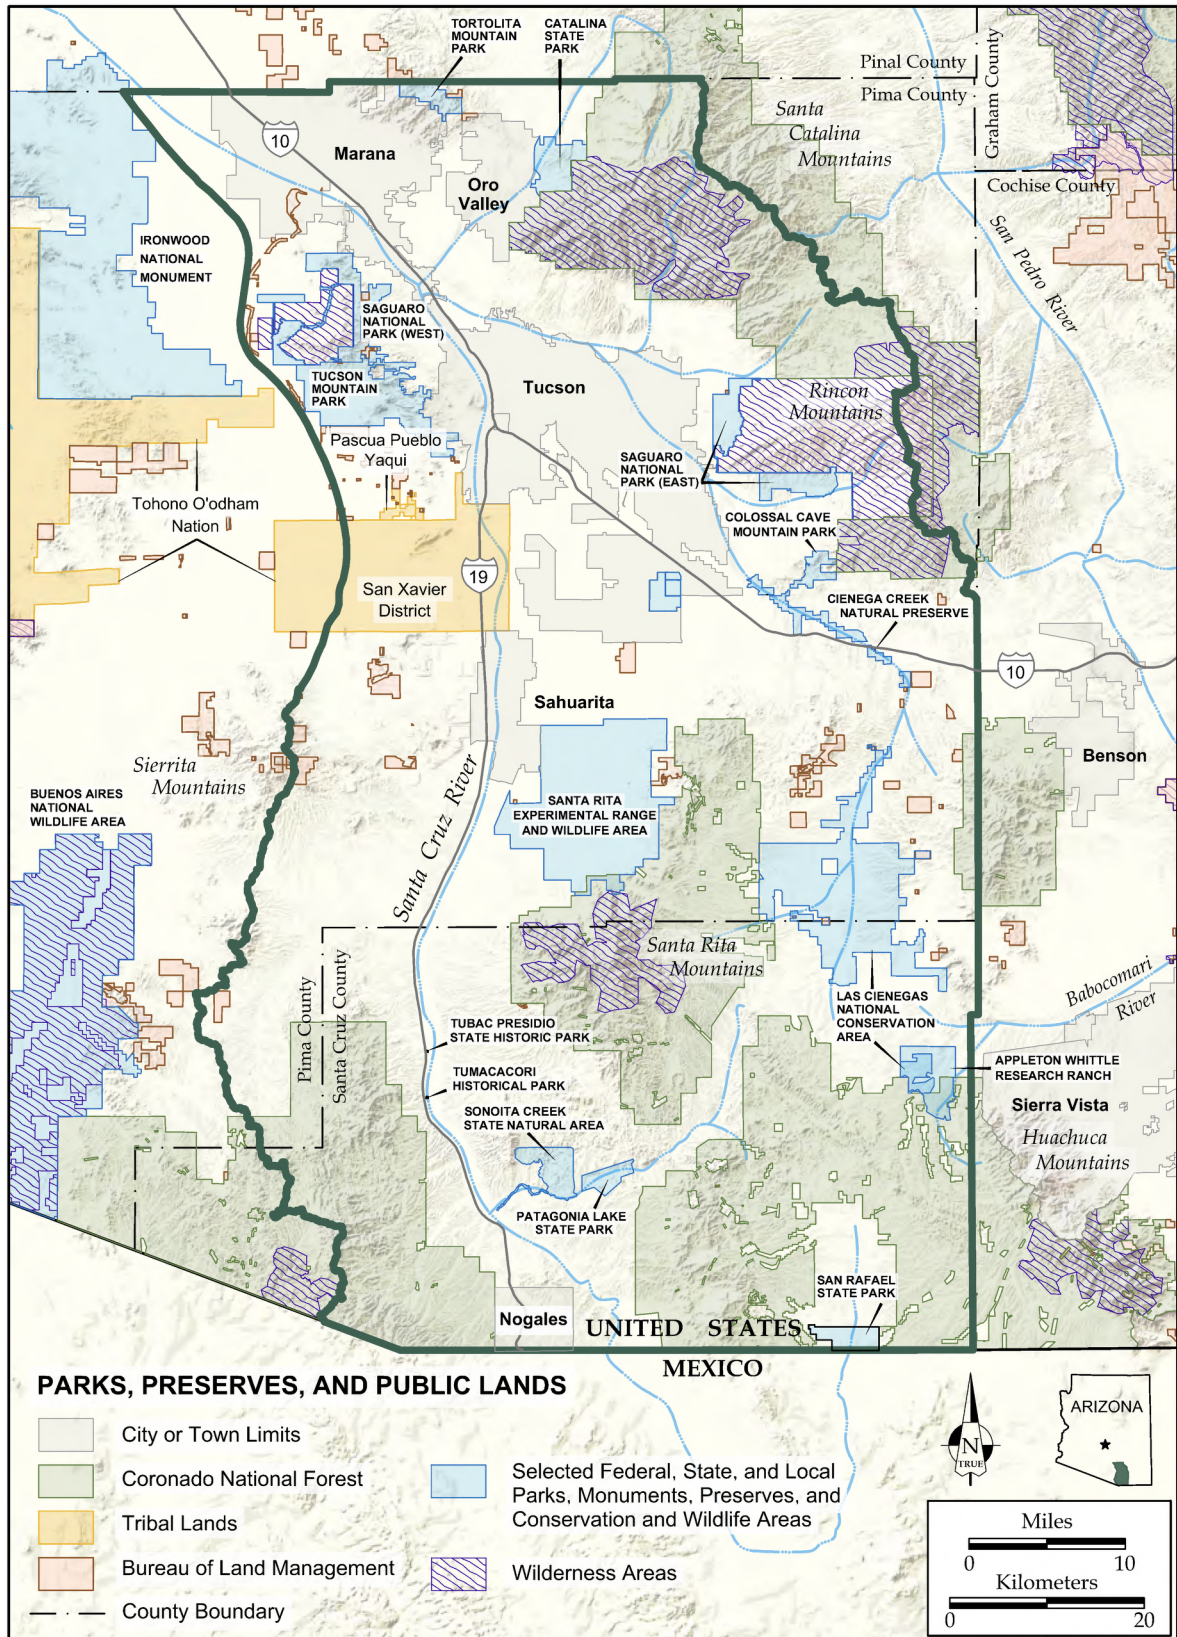 TORTOLITA
MOUNTAIN
PARK
CATALINA
STATE
PARK
Pinal County
Pima County
Graham County
Cochise County
Santa
Catalina
Mountains
10
Marana
Oro
Valley
San Pedro River
IRONWOOD
NATIONAL
MONUMENT
SAGUARO
NATIONAL
PARK (WEST)
TUCSON
MOUNTAIN
PARK
Tucson
Rincon
Mountains
Pascua Pueblo
Yaqui
SAGUARO
NATIONAL
PARK (EAST)
Tohono O'odham
Nation
COLOSSAL CAVE
MOUNTAIN PARK
19
San Xavier
District
CIENEGA CREEK
NATURAL PRESERVE
10
Sahuarita
Benson
Sierrita
Mountains
Santa Cruz River
BUENOS AIRES
NATIONAL
WILDLIFE AREA
SANTA RITA
EXPERIMENTAL RANGE
AND WILDLIFE AREA
Santa Rita
Mountains
Pima County
Santa Cruz County
Babocomari
River
LAS CIENEGAS
NATIONAL
CONSERVATION
AREA
TUBAC PRESIDIO
STATE HISTORIC PARK
TUMACACORI
HISTORICAL PARK
APPLETON WHITTLE
RESEARCH RANCH
Sierra Vista
SONOITA CREEK
STATE NATURAL AREA
Huachuca
Mountains
PATAGONIA LAKE
STATE PARK
SAN RAFAEL
STATE PARK
Nogales
UNITED STATES
MEXICO
PARKS, PRESERVES, AND PUBLIC LANDS
City or Town Limits
Coronado National Forest
Tribal Lands
Bureau of Land Management
County Boundary
Selected Federal, State, and Local
Parks, Monuments, Preserves, and
Conservation and Wildlife Areas
Wilderness Areas
N
TRUE
ARIZONA
Miles
0 10
Kilometers
0 20